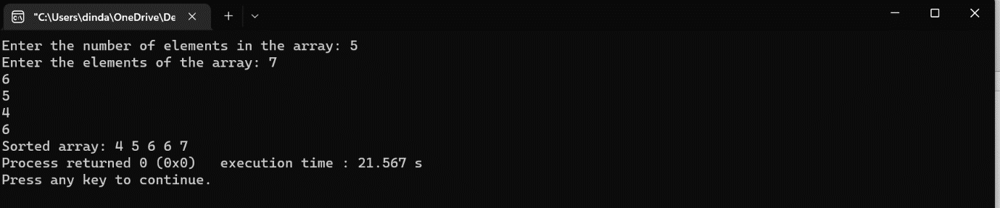 "C:\Users\dinda\OneDrive\De
Enter the number of elements in the array: 5
Enter the elements of the array: 7
6
5
4
6
Sorted array: 4 5 6 6 7
Process returned 0 (0x0)   execution time : 21.567 s
Press any key to continue.